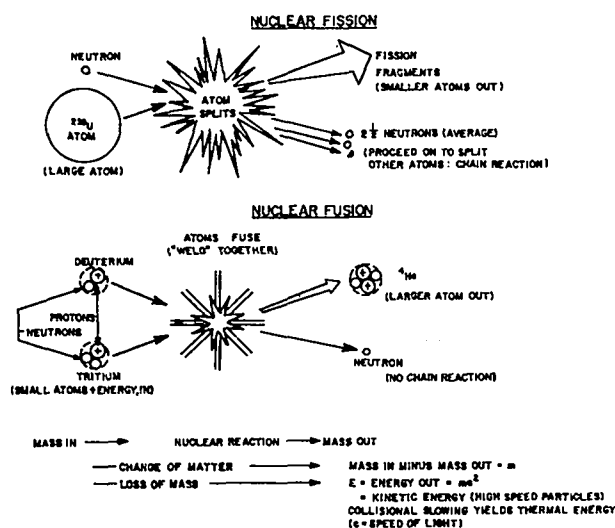 NUCLEAR FISSION
NEUTRON
ATOM
SPLITS
FISSION
FRAGMENTS
(SMALLER ATOMS OUT)
ATOM
(LARGE ATOM)
2 1/2 NEUTRONS (AVERAGE)
(PROCEED ON TO SPLIT
OTHER ATOMS: CHAIN REACTION)
NUCLEAR FUSION
ATOMS FUSE
("WELD" TOGETHER)
DEUTERIUM
PROTONS
NEUTRONS
TRITIUM
(SMALL ATOMS + ENERGY, IN)
⁴He
(LARGER ATOM OUT)
NEUTRON
(NO CHAIN REACTION)
MASS IN → NUCLEAR REACTION → MASS OUT
CHANGE OF MATTER → MASS IN MINUS MASS OUT = m
LOSS OF MASS → E = ENERGY OUT = mc²
= KINETIC ENERGY (HIGH SPEED PARTICLES)
COLLISIONAL SLOWING YIELDS THERMAL ENERGY
(c = SPEED OF LIGHT)